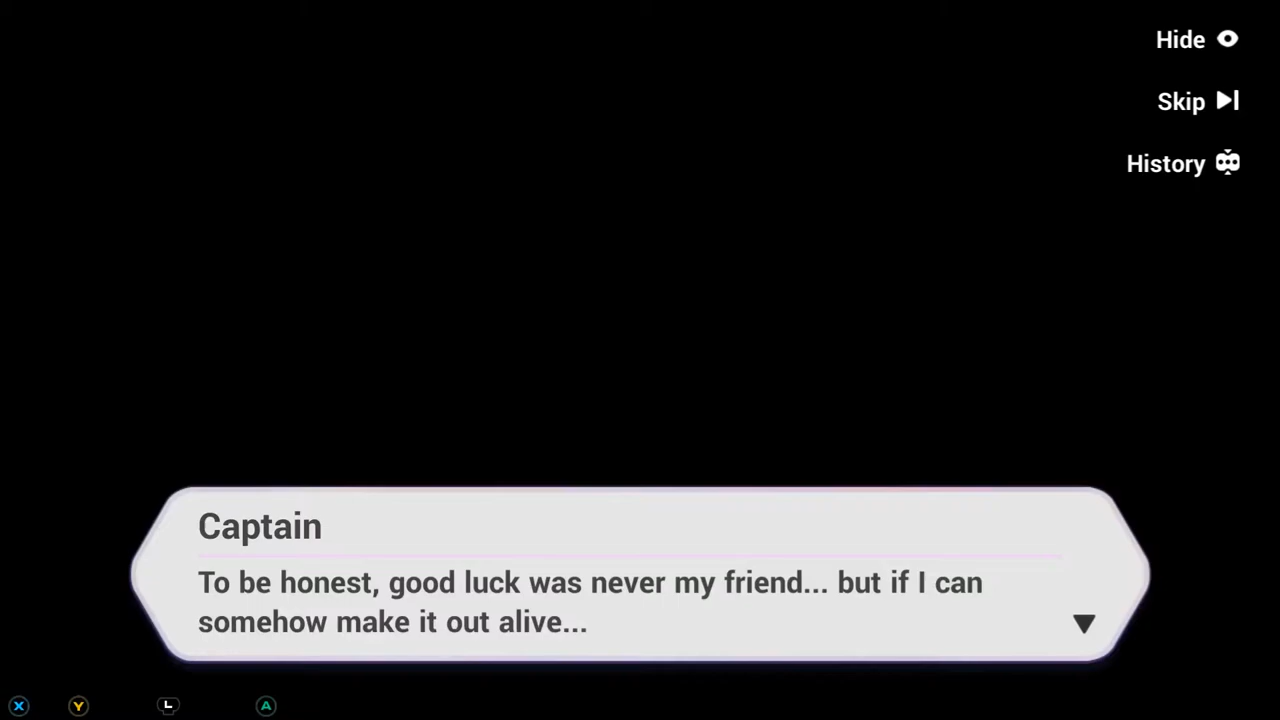 Hide
Skip
History
Captain
To be honest, good luck was never my friend... but if I can
somehow make it out alive...
X
Y
L
A